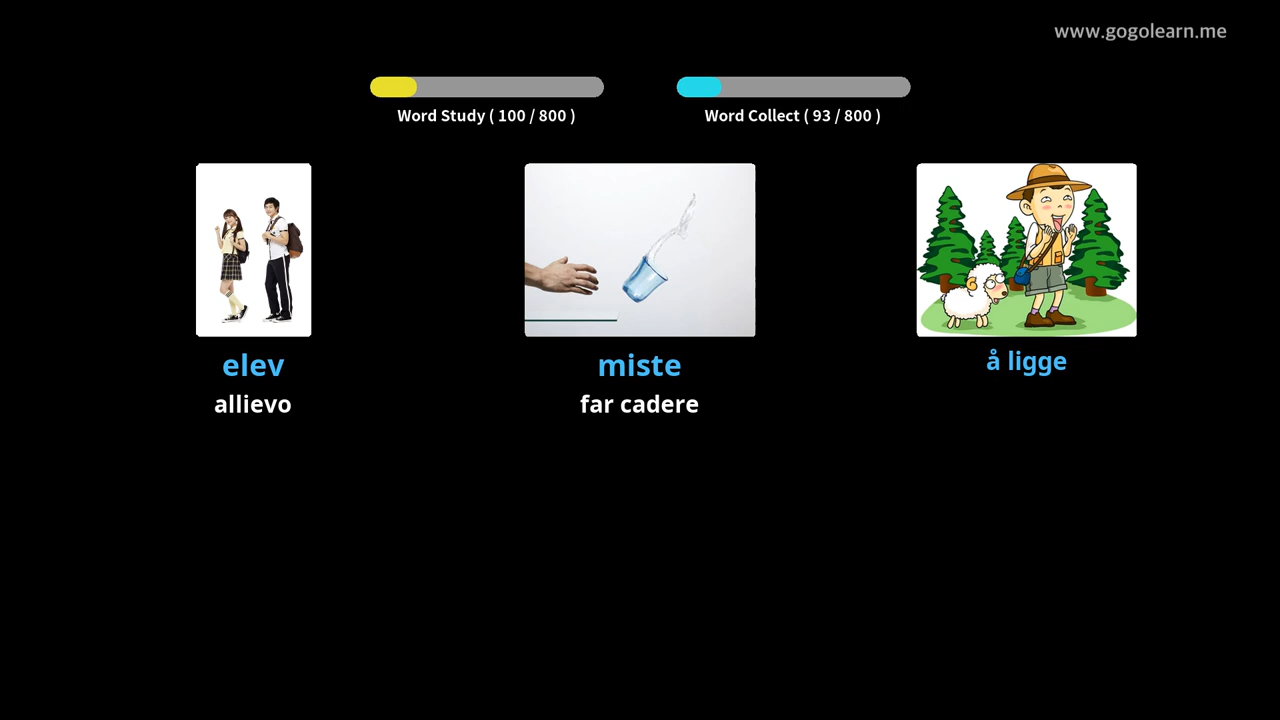 www.gogolearn.me
Word Study ( 100 / 800 )
Word Collect ( 93 / 800 )
elev
allievo
miste
far cadere
å ligge